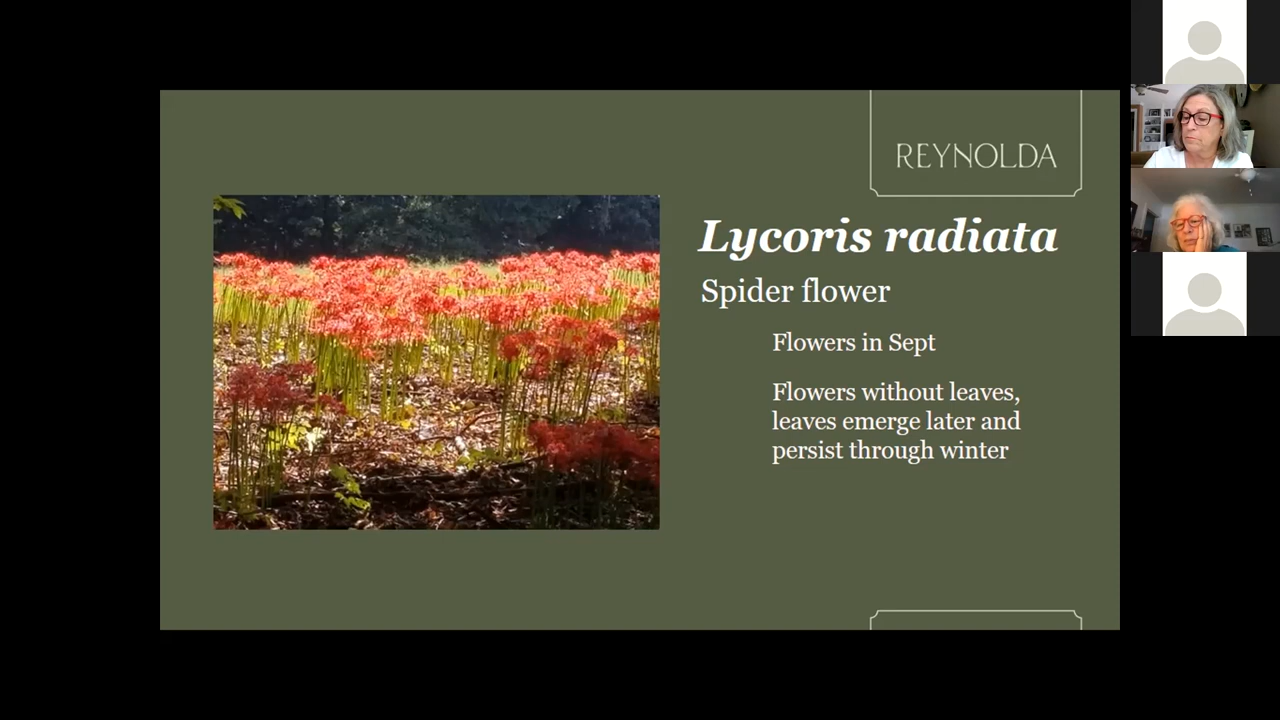 REYNOLDA
Lycoris radiata
Spider flower
Flowers in Sept
Flowers without leaves,
leaves emerge later and
persist through winter